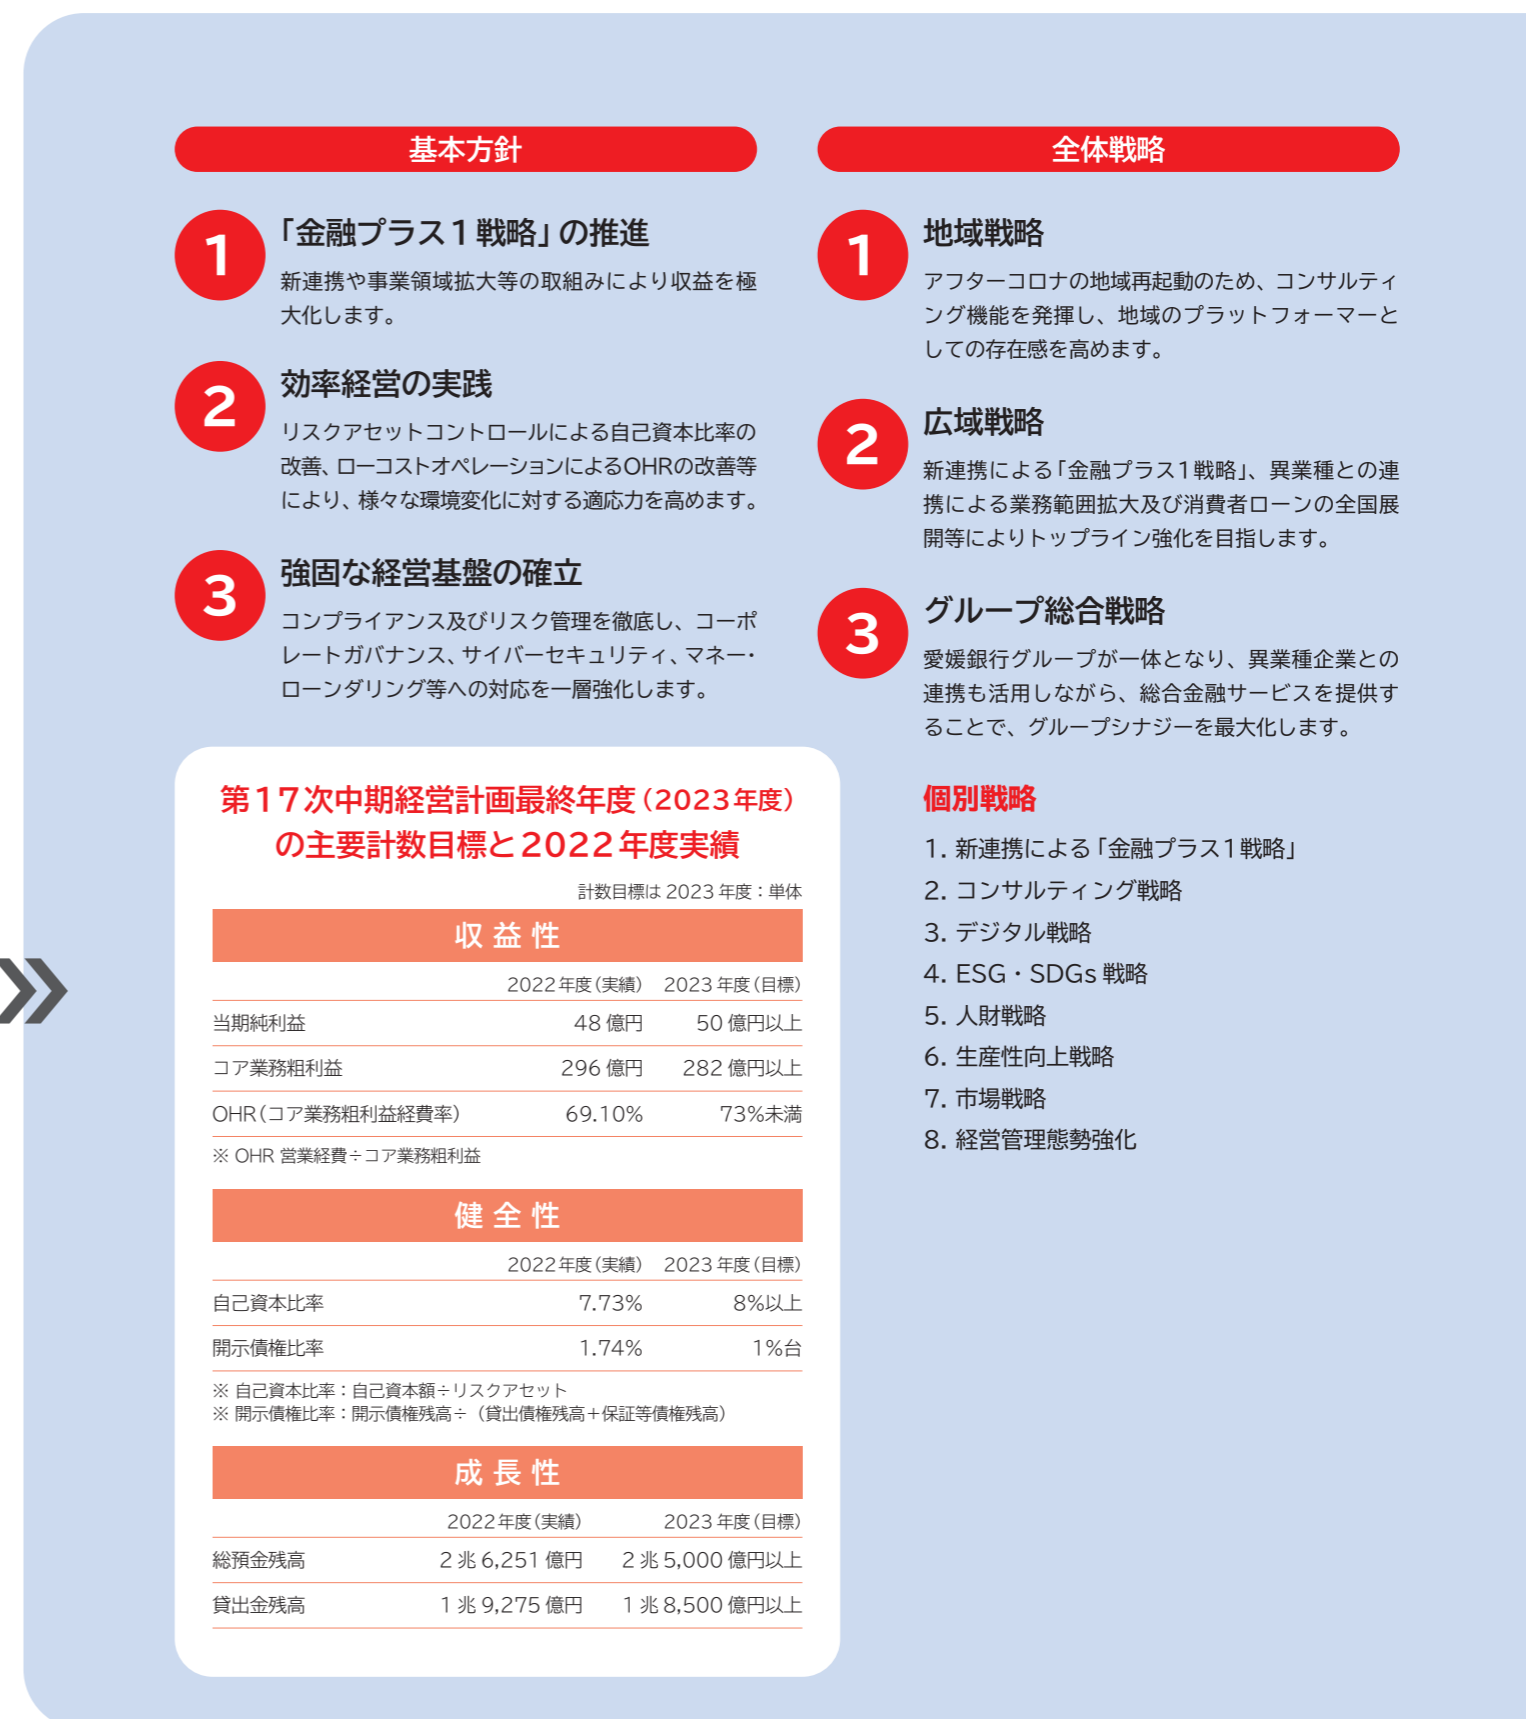 基本方針
1
「金融プラス1戦略」の推進
新連携や事業領域拡大等の取組みにより収益を極
大化します。
2
効率経営の実践
リスクアセットコントロールによる自己資本比率の
改善、ローコストオペレーションによるOHRの改善等
により、様々な環境変化に対する適応力を高めます。
3
強固な経営基盤の確立
コンプライアンス及びリスク管理を徹底し、コーポ
レートガバナンス、サイバーセキュリティ、マネー・
ローンダリング等への対応を一層強化します。
全体戦略
1
地域戦略
アフターコロナの地域再起動のため、コンサルティ
ング機能を発揮し、地域のプラットフォーマーと
しての存在感を高めます。
2
広域戦略
新連携による「金融プラス1戦略」、異業種との連
携による業務範囲拡大及び消費者ローンの全国展
開等によりトップライン強化を目指します。
3
グループ総合戦略
愛媛銀行グループが一体となり、異業種企業との
連携も活用しながら、総合金融サービスを提供す
ることで、グループシナジーを最大化します。
個別戦略
1. 新連携による「金融プラス1戦略」
2. コンサルティング戦略
3. デジタル戦略
4. ESG・SDGs 戦略
5. 人財戦略
6. 生産性向上戦略
7. 市場戦略
8. 経営管理態勢強化
第17次中期経営計画最終年度(2023年度)
の主要計数目標と2022年度実績
計数目標は 2023 年度：単体
収益性
2022年度(実績) 2023年度(目標)
当期純利益 48 億円 50 億円以上
コア業務粗利益 296 億円 282 億円以上
OHR(コア業務粗利益経費率) 69.10% 73%未満
※ OHR 営業経費÷コア業務粗利益
健全性
2022年度(実績) 2023年度(目標)
自己資本比率 7.73% 8%以上
開示債権比率 1.74% 1%台
※ 自己資本比率：自己資本額÷リスクアセット
※ 開示債権比率：開示債権残高÷(貸出債権残高＋保証等債権残高)
成長性
2022年度(実績) 2023年度(目標)
総預金残高 2 兆 6,251 億円 2 兆 5,000 億円以上
貸出金残高 1 兆 9,275 億円 1 兆 8,500 億円以上